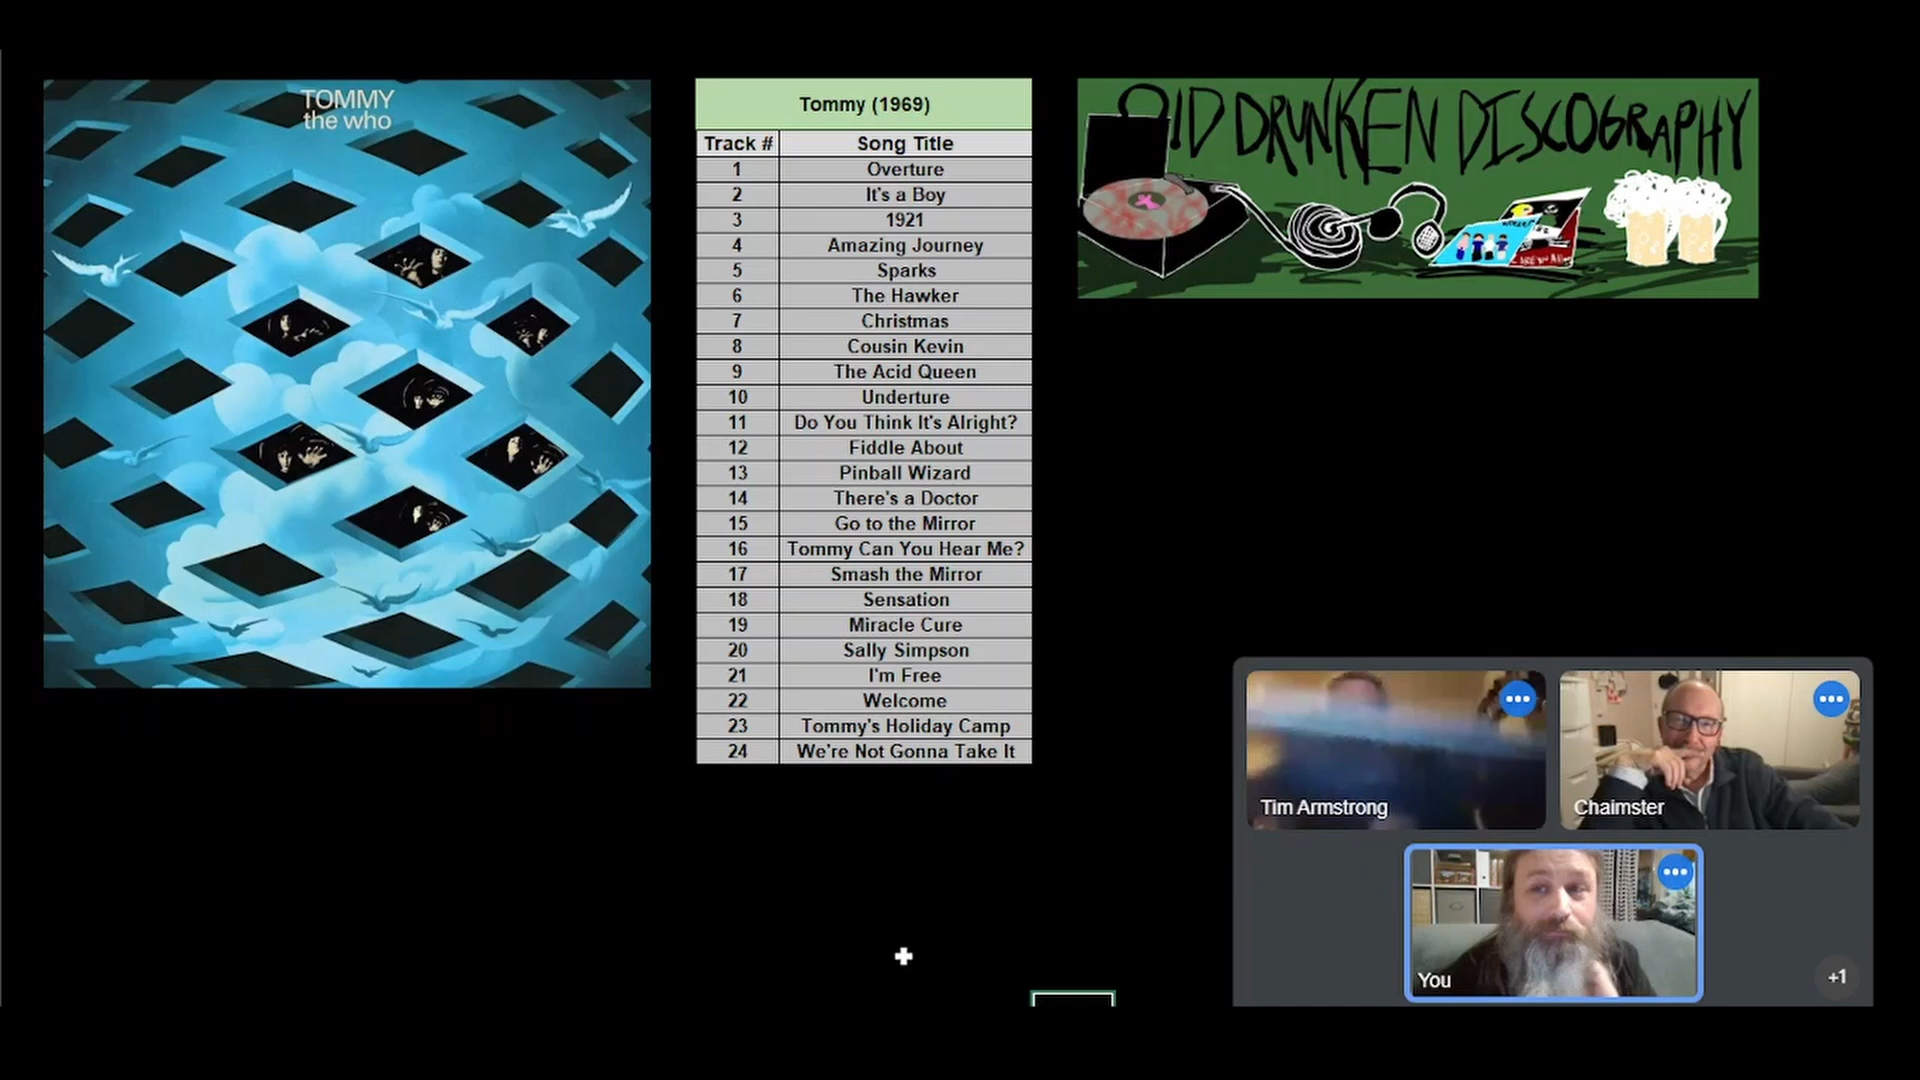 TOMMY
the who
Tommy (1969)
Track # Song Title
1 Overture
2 It's a Boy
3 1921
4 Amazing Journey
5 Sparks
6 The Hawker
7 Christmas
8 Cousin Kevin
9 The Acid Queen
10 Underture
11 Do You Think It's Alright?
12 Fiddle About
13 Pinball Wizard
14 There's a Doctor
15 Go to the Mirror
16 Tommy Can You Hear Me?
17 Smash the Mirror
18 Sensation
19 Miracle Cure
20 Sally Simpson
21 I'm Free
22 Welcome
23 Tommy's Holiday Camp
24 We're Not Gonna Take It
DRUNKEN DISCOGRAPHY
Tim Armstrong
Chaimster
You
+1